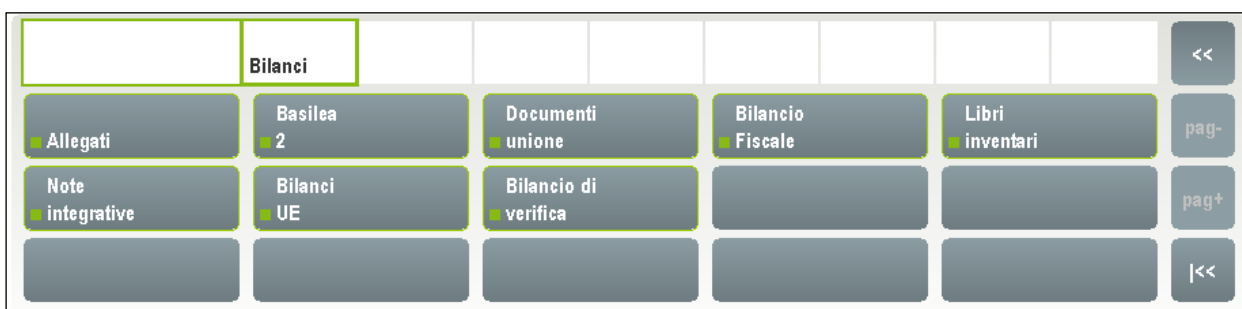 Bilanci
<<
Allegati
Basilea
2
Documenti
unione
Bilancio
Fiscale
Libri
inventari
pag-
Note
integrative
Bilanci
UE
Bilancio di
verifica
pag+
|<<